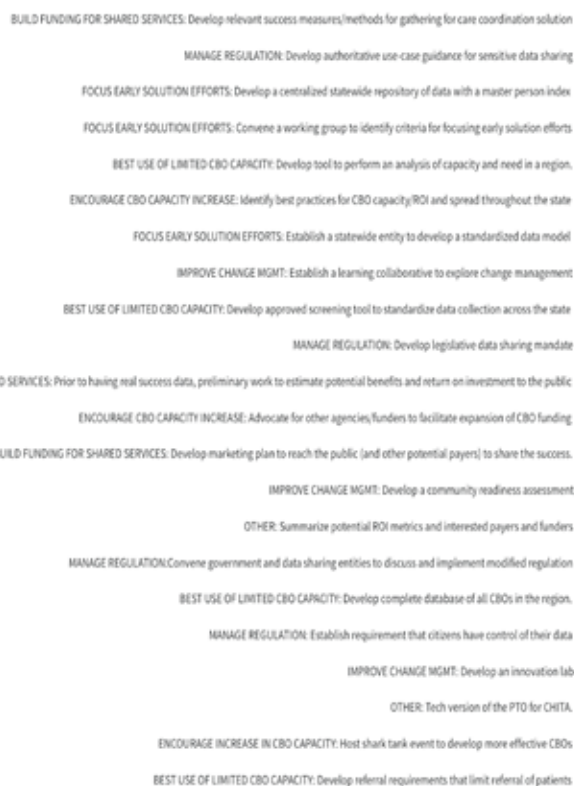 BUILD FUNDING FOR SHARED SERVICES: Develop relevant success measures/methods for gathering for care coordination solution
MANAGE REGULATION: Develop authoritative use-case guidance for sensitive data sharing
FOCUS EARLY SOLUTION EFFORTS: Develop a centralized statewide repository of data with a master person index
FOCUS EARLY SOLUTION EFFORTS: Convene a working group to identify criteria for focusing early solution efforts
BEST USE OF LIMITED CBO CAPACITY: Develop tool to perform an analysis of capacity and need in a region.
ENCOURAGE CBO CAPACITY INCREASE: Identify best practices for CBO capacity/ROI and spread throughout the state
FOCUS EARLY SOLUTION EFFORTS: Establish a statewide entity to develop a standardized data model
IMPROVE CHANGE MGMT: Establish a learning collaborative to explore change management
BEST USE OF LIMITED CBO CAPACITY: Develop approved screening tool to standardize data collection across the state
MANAGE REGULATION: Develop legislative data sharing mandate
D SERVICES: Prior to having real success data, preliminary work to estimate potential benefits and return on investment to the public
ENCOURAGE CBO CAPACITY INCREASE: Advocate for other agencies/funders to facilitate expansion of CBO funding
UILD FUNDING FOR SHARED SERVICES: Develop marketing plan to reach the public (and other potential payers) to share the success.
IMPROVE CHANGE MGMT: Develop a community readiness assessment
OTHER: Summarize potential ROI metrics and interested payers and funders
MANAGE REGULATION:Convene government and data sharing entities to discuss and implement modified regulation
BEST USE OF LIMITED CBO CAPACITY: Develop complete database of all CBOs in the region.
MANAGE REGULATION: Establish requirement that citizens have control of their data
IMPROVE CHANGE MGMT: Develop an innovation lab
OTHER: Tech version of the PTO for CHITA.
ENCOURAGE INCREASE IN CBO CAPACITY: Host shark tank event to develop more effective CBOs
BEST USE OF LIMITED CBO CAPACITY: Develop referral requirements that limit referral of patients